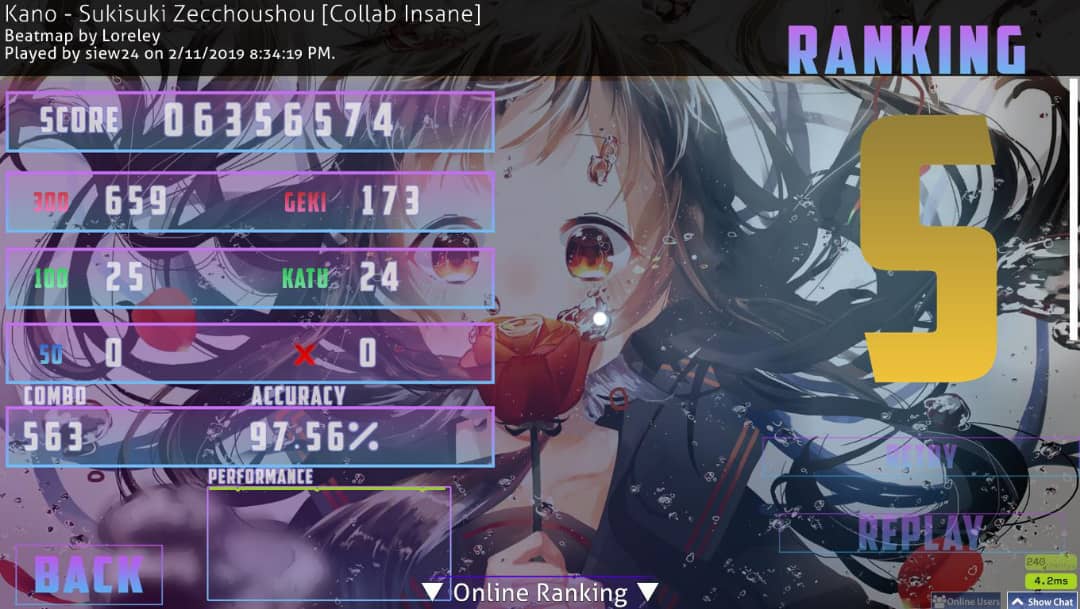 Kano - Sukisuki Zecchoushou [Collab Insane]
Beatmap by Loreley
Played by siew24 on 2/11/2019 8:34:19 PM.
RANKING
SCORE 06356574
300 659 GEKI 173
100 25 KATU 24
50 0 X 0
COMBO ACCURACY
563 97.56%
S
PERFORMANCE
RETRY
REPLAY
BACK
▼ Online Ranking ▼
240
4.2ms
Online Users
Show Chat